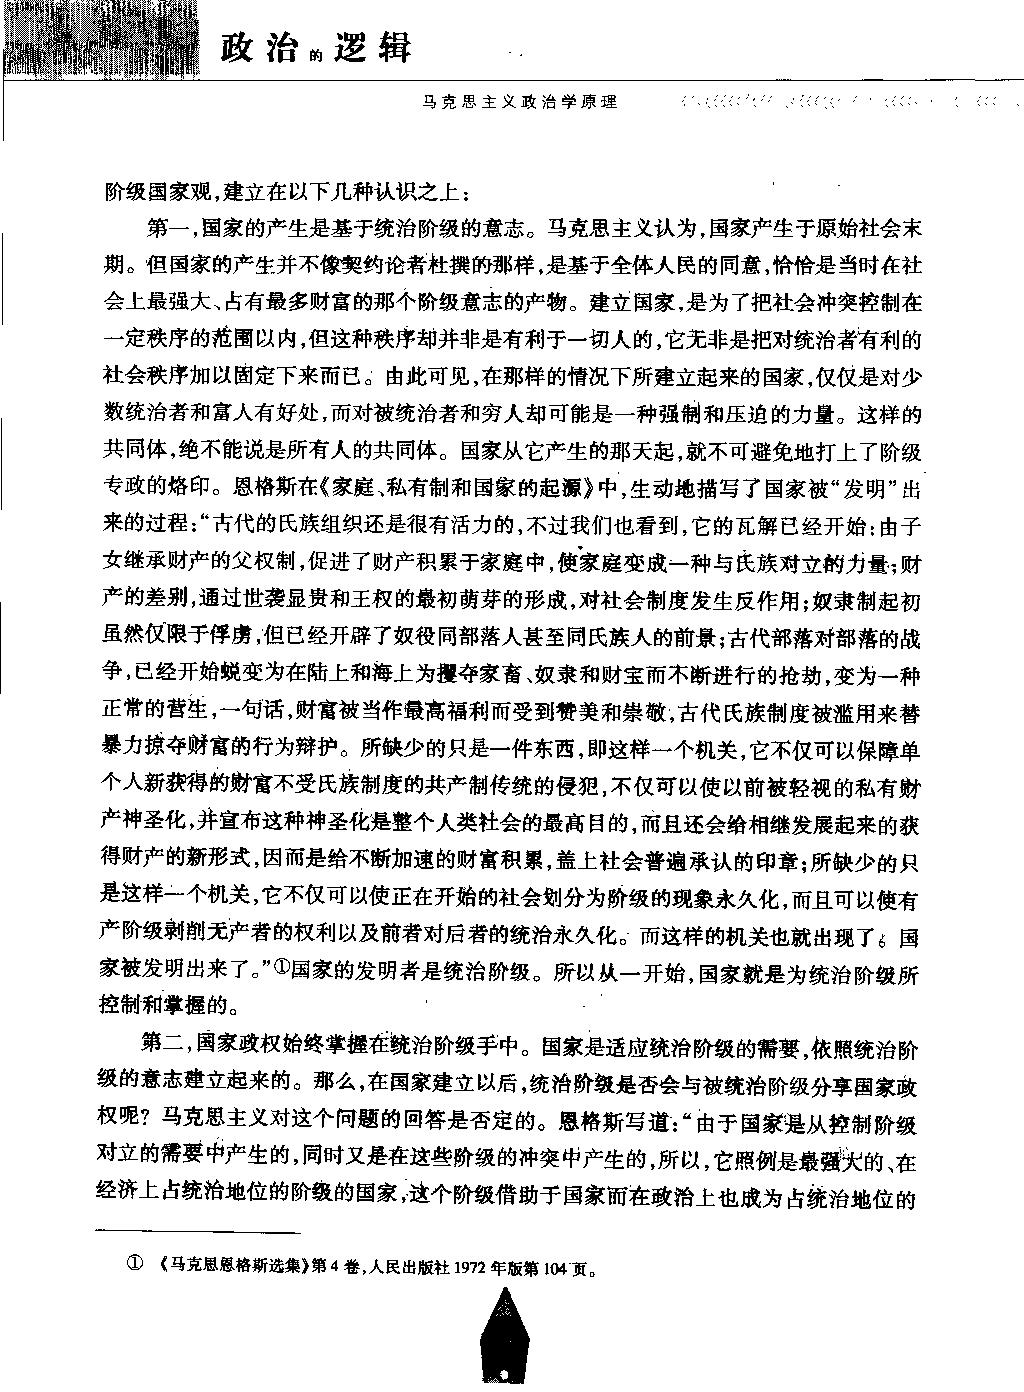 政治的逻辑
马克思主义政治学原理
阶级国家观,建立在以下几种认识之上:
第一,国家的产生是基于统治阶级的意志。马克思主义认为,国家产生于原始社会末
期。但国家的产生并不像契约论者杜撰的那样,是基于全体人民的同意,恰恰是当时在社
会上最强大、占有最多财富的那个阶级意志的产物。建立国家,是为了把社会冲突控制在
一定秩序的范围以内,但这种秩序却并非是有利于一切人的,它无非是把对统治者有利的
社会秩序加以固定下来而已。由此可见,在那样的情况下所建立起来的国家,仅仅是对少
数统治者和富人有好处,而对被统治者和穷人却可能是一种强制和压迫的力量。这样的
共同体,绝不能说是所有人的共同体。国家从它产生的那天起,就不可避免地打上了阶级
专政的烙印。恩格斯在《家庭、私有制和国家的起源》中,生动地描写了国家被“发明”出
来的过程:“古代的氏族组织还是很有活力的,不过我们也看到,它的瓦解已经开始:由子
女继承财产的父权制,促进了财产积累于家庭中,使家庭变成一种与氏族对立的力量;财
产的差别,通过世袭显贵和王权的最初萌芽的形成,对社会制度发生反作用;奴隶制起初
虽然仅限于俘虏,但已经开辟了奴役同部落人甚至同氏族人的前景;古代部落对部落的战
争,已经开始蜕变为在陆上和海上为攫夺家畜、奴隶和财宝而不断进行的抢劫,变为一种
正常的营生,一句话,财富被当作最高福利而受到赞美和崇敬,古代氏族制度被滥用来替
暴力掠夺财富的行为辩护。所缺少的只是一件东西,即这样一个机关,它不仅可以保障单
个人新获得的财富不受氏族制度的共产制传统的侵犯,不仅可以使以前被轻视的私有财
产神圣化,并宣布这种神圣化是整个人类社会的最高目的,而且还会给相继发展起来的获
得财产的新形式,因而是给不断加速的财富积累,盖上社会普遍承认的印章;所缺少的只
是这样一个机关,它不仅可以使正在开始的社会划分为阶级的现象永久化,而且可以使有
产阶级剥削无产者的权利以及前者对后者的统治永久化。而这样的机关也就出现了。国
家被发明出来了。”①国家的发明者是统治阶级。所以从一开始,国家就是为统治阶级所
控制和掌握的。
第二,国家政权始终掌握在统治阶级手中。国家是适应统治阶级的需要,依照统治阶
级的意志建立起来的。那么,在国家建立以后,统治阶级是否会与被统治阶级分享国家政
权呢?马克思主义对这个问题的回答是否定的。恩格斯写道:“由于国家是从控制阶级
对立的需要中产生的,同时又是在这些阶级的冲突中产生的,所以,它照例是最强大的、在
经济上占统治地位的阶级的国家,这个阶级借助于国家而在政治上也成为占统治地位的
① 《马克思恩格斯选集》第4卷,人民出版社1972年版第104页。